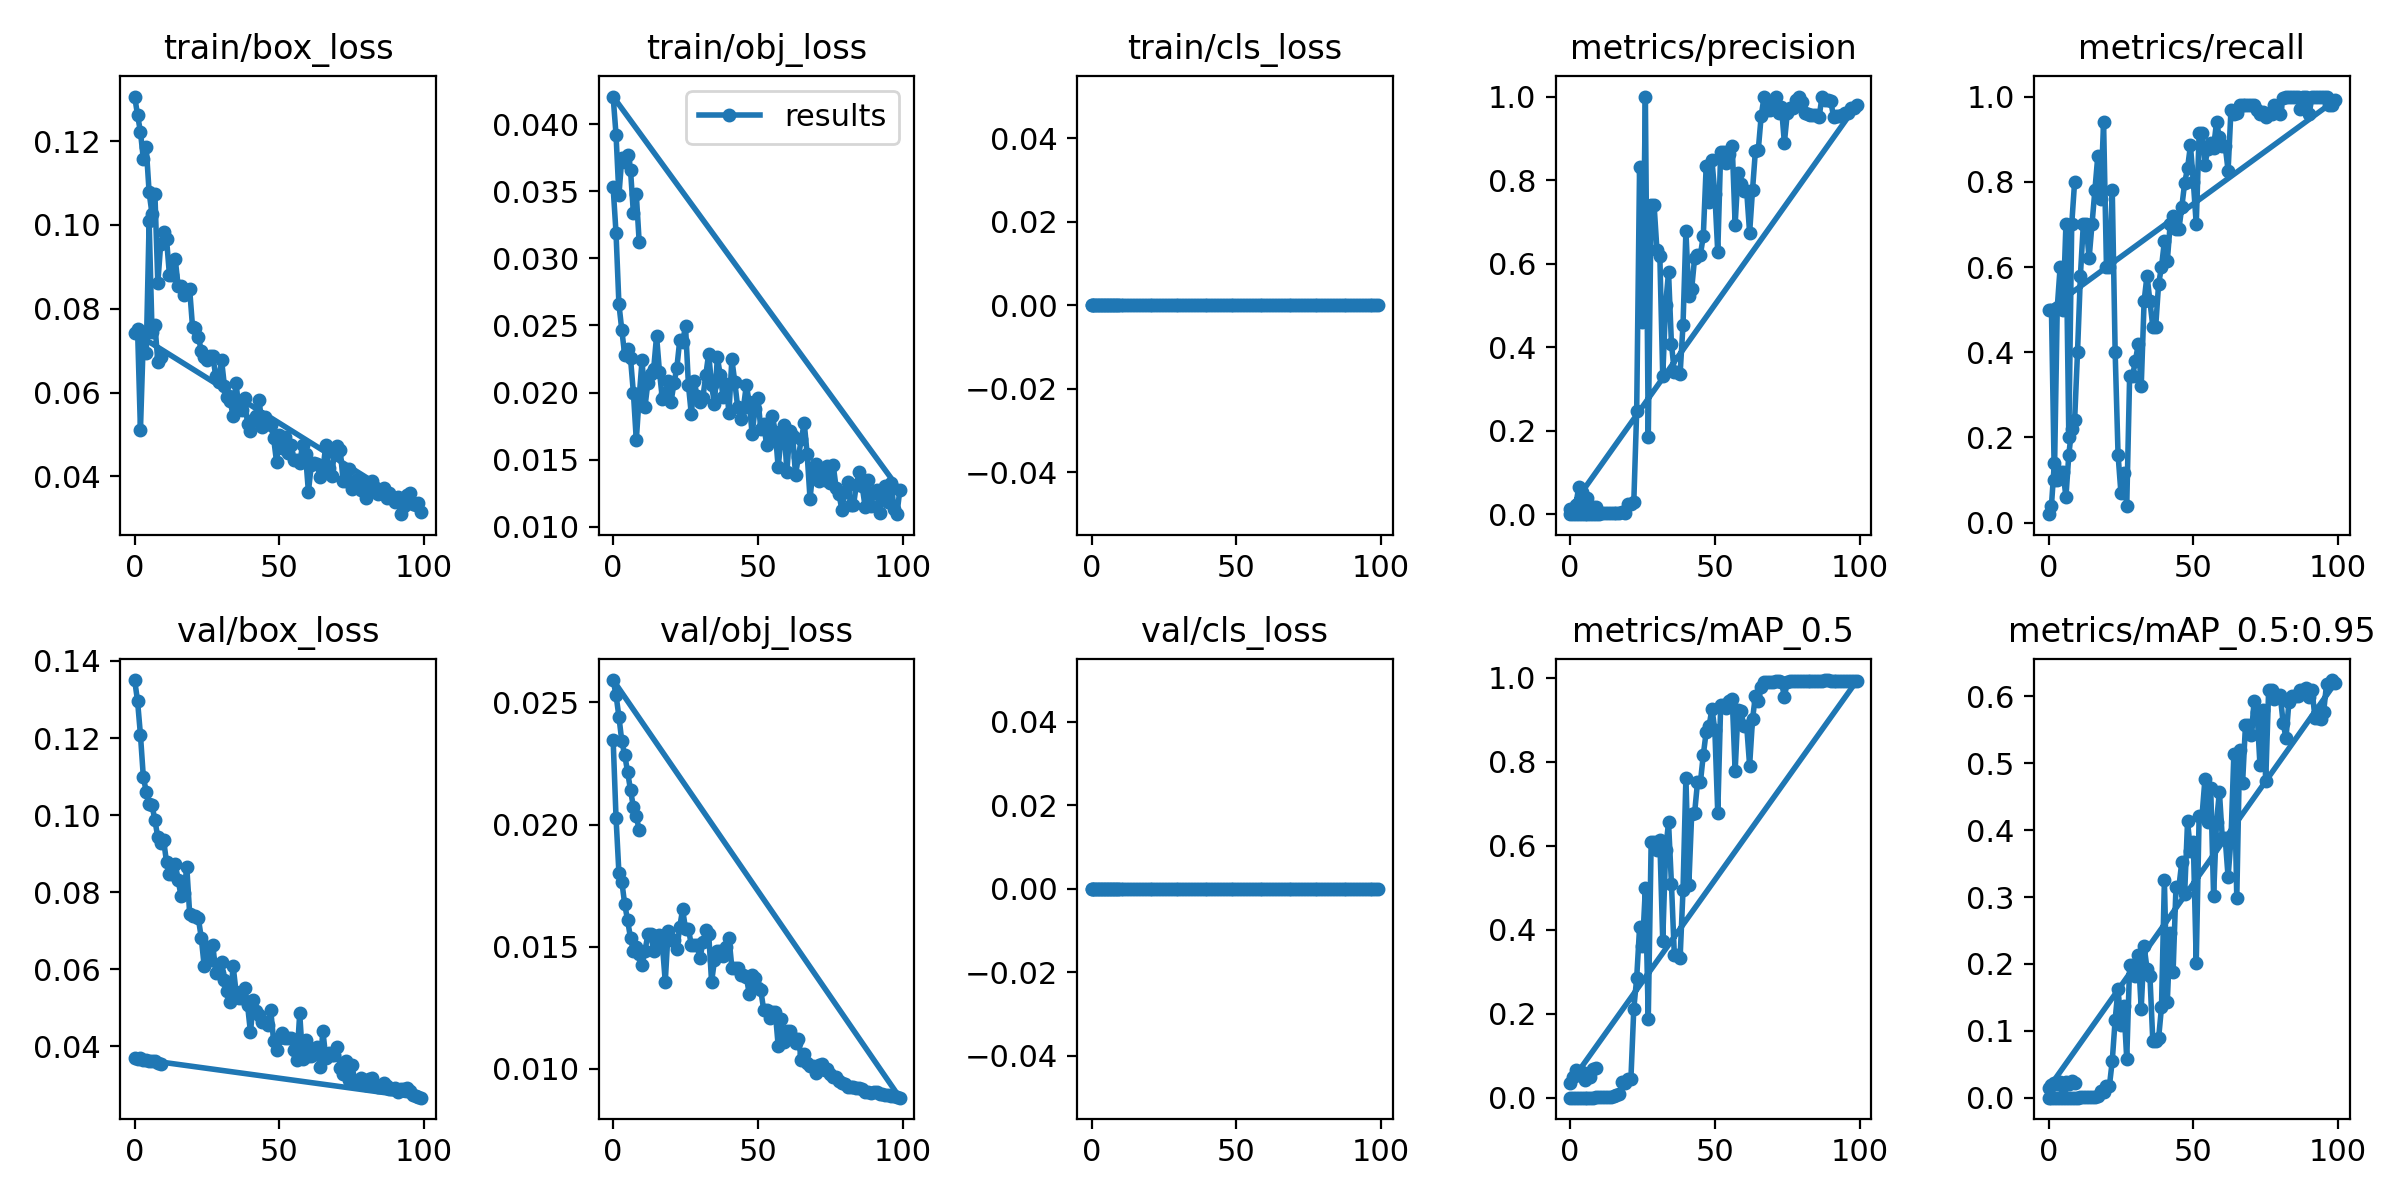 train/box_loss
0.12
0.10
0.08
0.06
0.04
0 50 100
train/obj_loss
results
0.040
0.035
0.030
0.025
0.020
0.015
0.010
0 50 100
train/cls_loss
0.04
0.02
0.00
−0.02
−0.04
0 50 100
metrics/precision
1.0
0.8
0.6
0.4
0.2
0.0
0 50 100
metrics/recall
1.0
0.8
0.6
0.4
0.2
0.0
0 50 100
val/box_loss
0.14
0.12
0.10
0.08
0.06
0.04
0 50 100
val/obj_loss
0.025
0.020
0.015
0.010
0 50 100
val/cls_loss
0.04
0.02
0.00
−0.02
−0.04
0 50 100
metrics/mAP_0.5
1.0
0.8
0.6
0.4
0.2
0.0
0 50 100
metrics/mAP_0.5:0.95
0.6
0.5
0.4
0.3
0.2
0.1
0.0
0 50 100